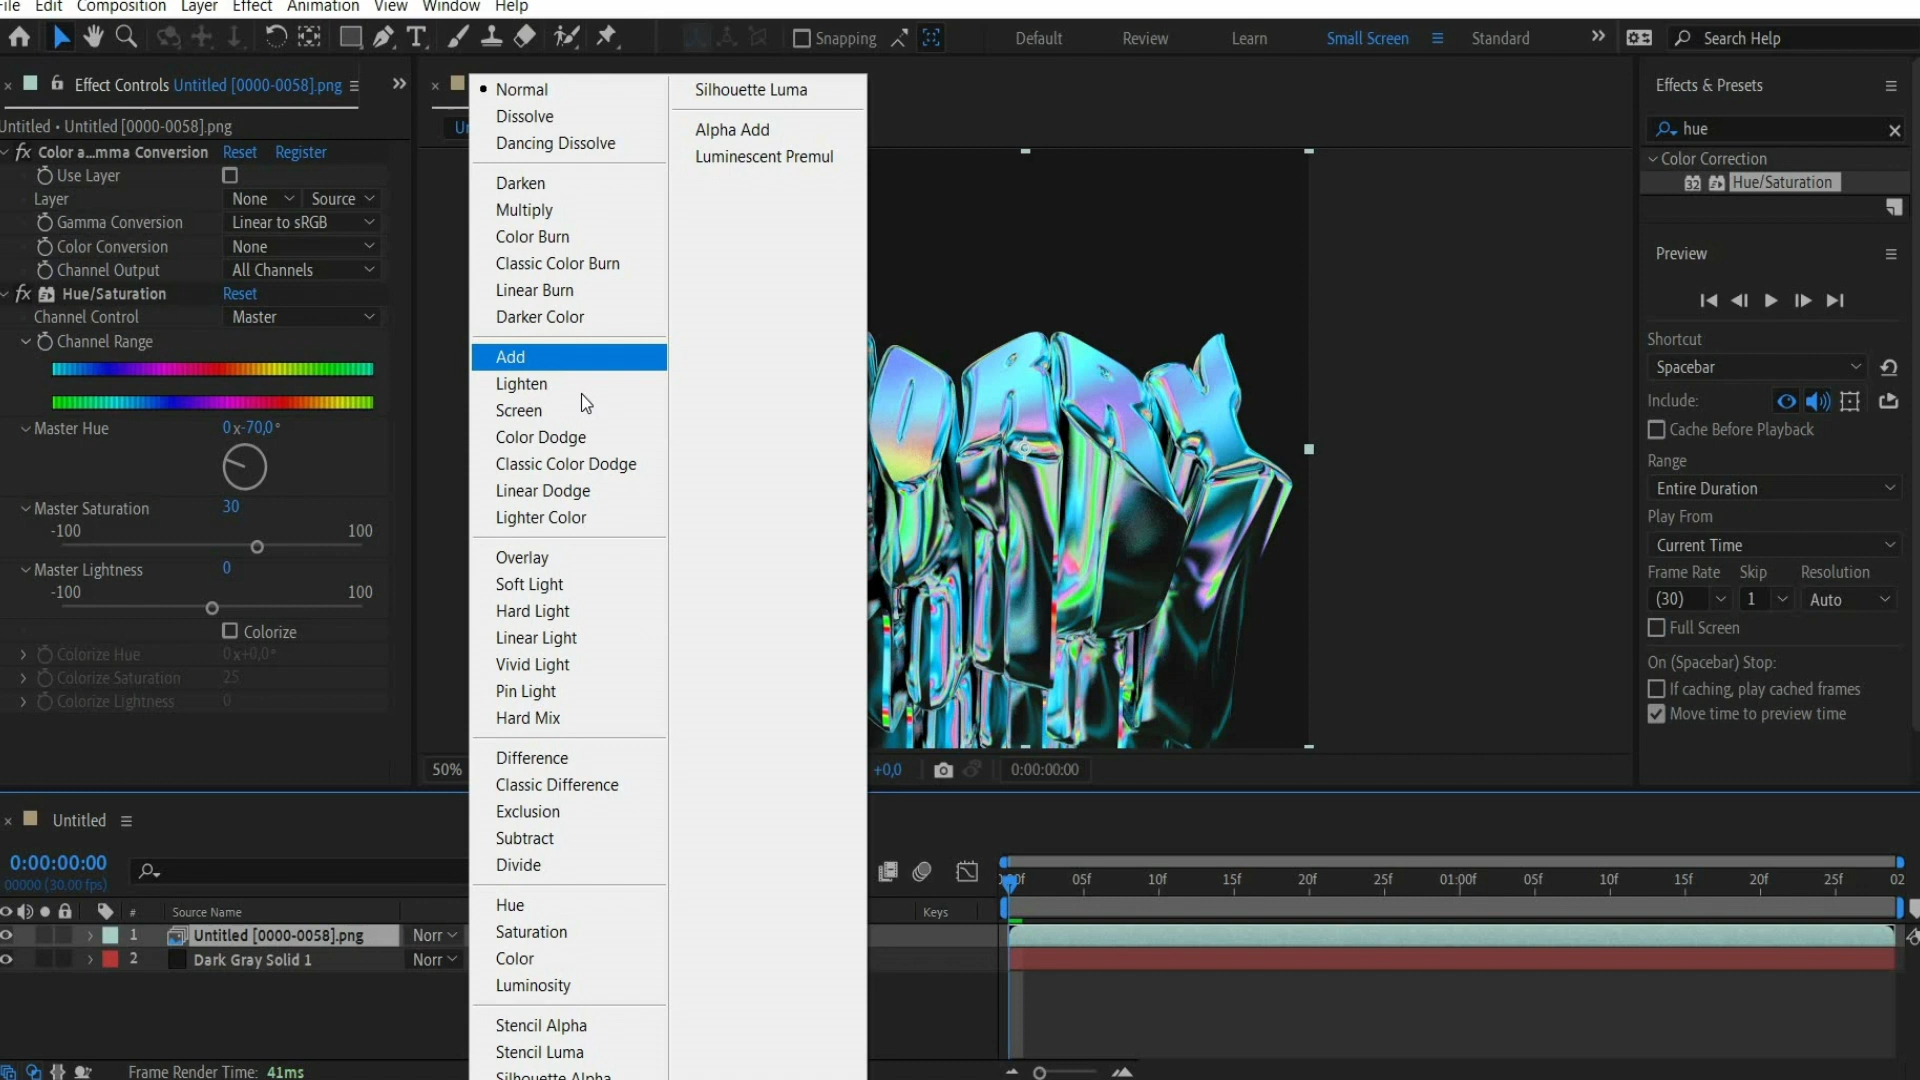 File Edit Composition Layer Effect Animation View Window Help
Snapping Default Review Learn Small Screen Standard Search Help
Effect Controls Untitled [0000-0058].png
Untitled • Untitled [0000-0058].png
fx Color a...mma Conversion Reset Register
Use Layer
Layer None Source
Gamma Conversion Linear to sRGB
Color Conversion None
Channel Output All Channels
fx Hue/Saturation Reset
Channel Control Master
Channel Range
Master Hue 0x-70,0°
Master Saturation 30
-100 100
Master Lightness 0
-100 100
Colorize
Colorize Hue 0x+0,0°
Colorize Saturation 25
Colorize Lightness 0
Normal
Dissolve
Dancing Dissolve
Darken
Multiply
Color Burn
Classic Color Burn
Linear Burn
Darker Color
Add
Lighten
Screen
Color Dodge
Classic Color Dodge
Linear Dodge
Lighter Color
Overlay
Soft Light
Hard Light
Linear Light
Vivid Light
Pin Light
Hard Mix
Difference
Classic Difference
Exclusion
Subtract
Divide
Hue
Saturation
Color
Luminosity
Stencil Alpha
Stencil Luma
Silhouette Alpha
Silhouette Luma
Alpha Add
Luminescent Premul
Effects & Presets
hue
Color Correction
32 Hue/Saturation
Preview
Shortcut
Spacebar
Include:
Cache Before Playback
Range
Entire Duration
Play From
Current Time
Frame Rate Skip Resolution
(30) 1 Auto
Full Screen
On (Spacebar) Stop:
If caching, play cached frames
Move time to preview time
50% +0,0 0:00:00:00
Untitled
0:00:00:00
00000 (30.00 fps)
05f 10f 15f 20f 25f 01:00f 05f 10f 15f 20f 25f 02
# Source Name Keys
1 Untitled [0000-0058].png Norr
2 Dark Gray Solid 1 Norr
Frame Render Time: 41ms